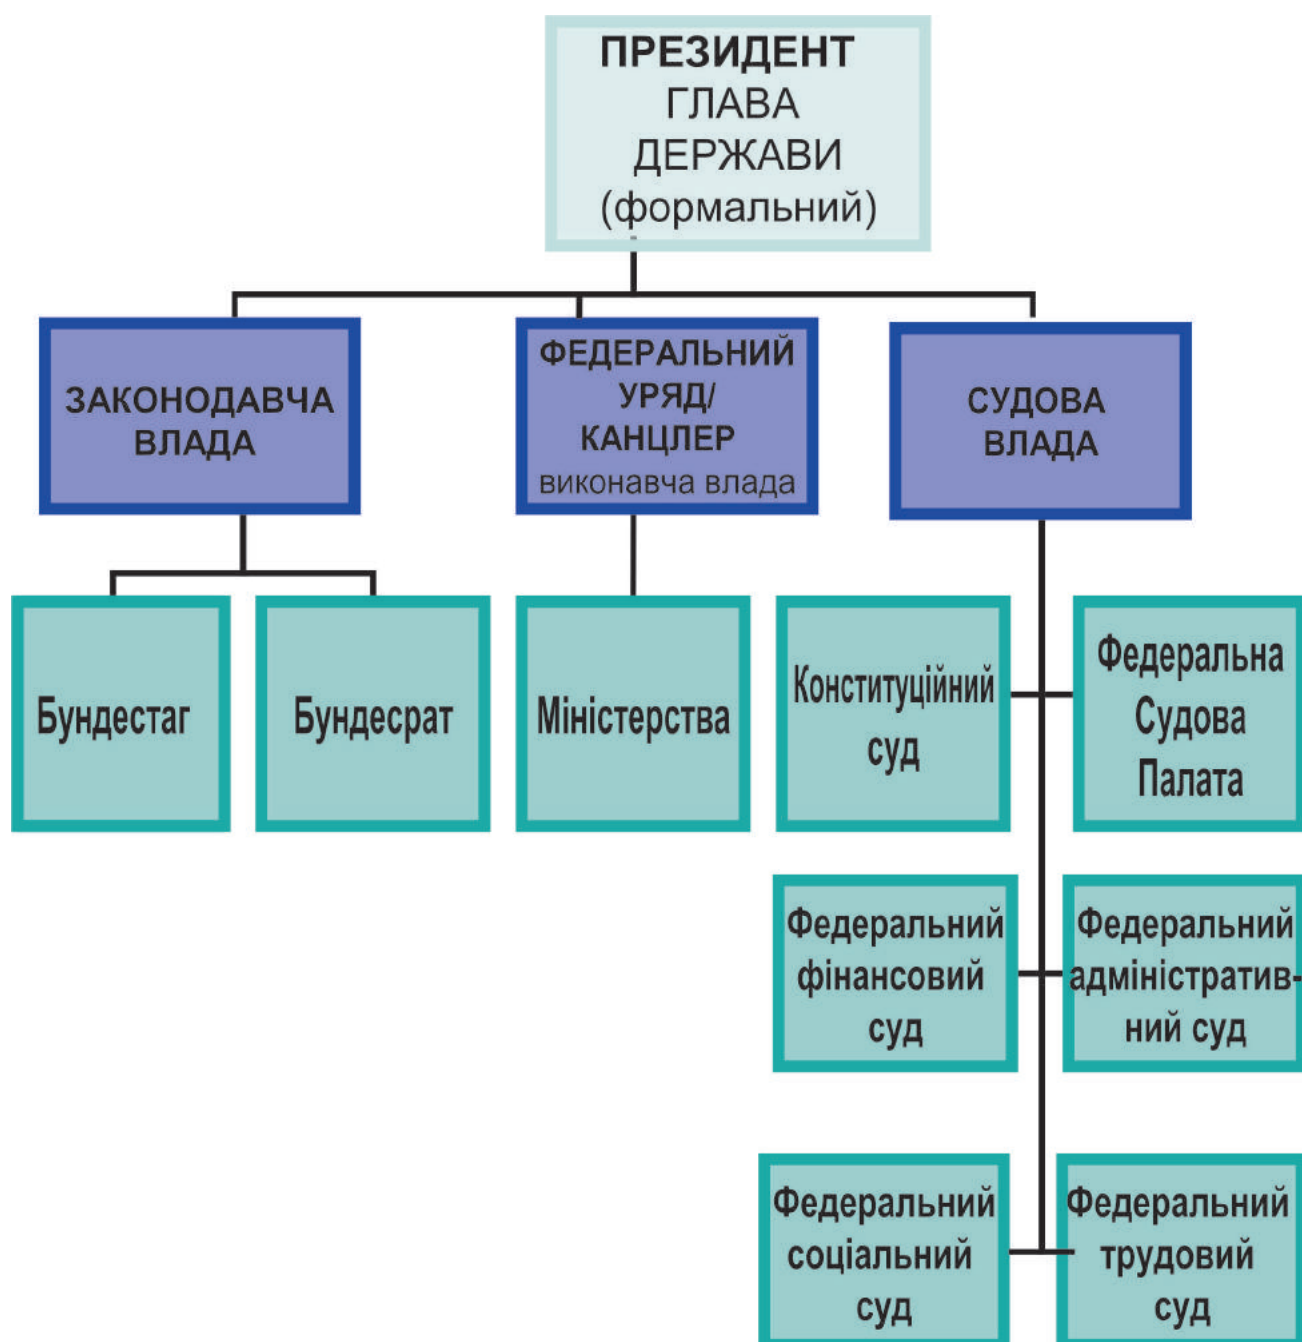 ПРЕЗИДЕНТ
ГЛАВА
ДЕРЖАВИ
(формальний)
ЗАКОНОДАВЧА
ВЛАДА
ФЕДЕРАЛЬНИЙ
УРЯД/
КАНЦЛЕР
виконавча влада
СУДОВА
ВЛАДА
Бундестаг
Бундесрат
Міністерства
Конституційний
суд
Федеральна
Судова
Палата
Федеральний
фінансовий
суд
Федеральний
адміністратив-
ний суд
Федеральний
соціальний
суд
Федеральний
трудовий
суд